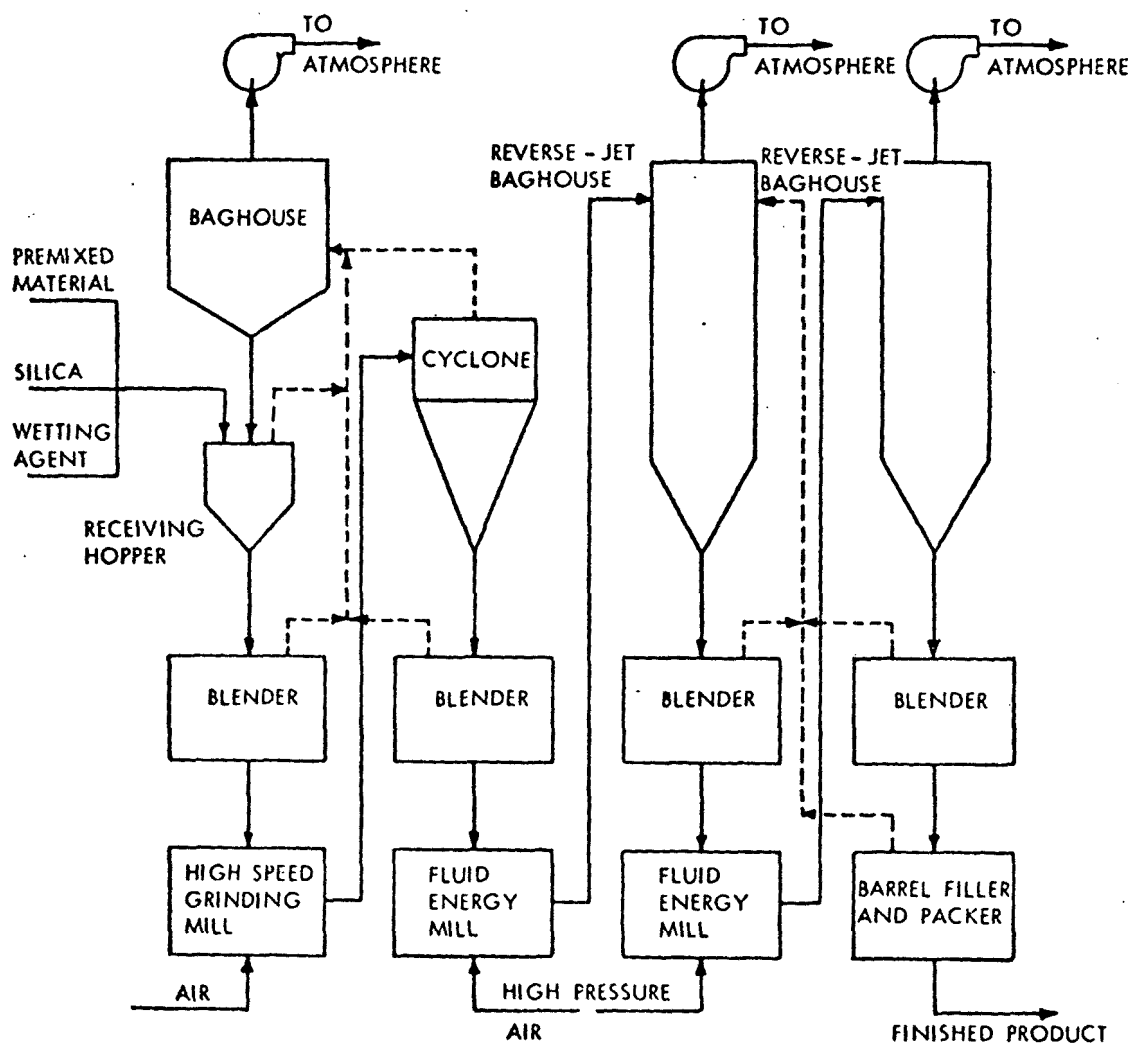 TO
ATMOSPHERE
TO
ATMOSPHERE
TO
ATMOSPHERE
REVERSE - JET
BAGHOUSE
REVERSE - JET
BAGHOUSE
BAGHOUSE
PREMIXED
MATERIAL
SILICA
WETTING
AGENT
CYCLONE
RECEIVING
HOPPER
BLENDER
BLENDER
BLENDER
BLENDER
HIGH SPEED
GRINDING
MILL
FLUID
ENERGY
MILL
FLUID
ENERGY
MILL
BARREL FILLER
AND PACKER
AIR
HIGH PRESSURE
AIR
FINISHED PRODUCT